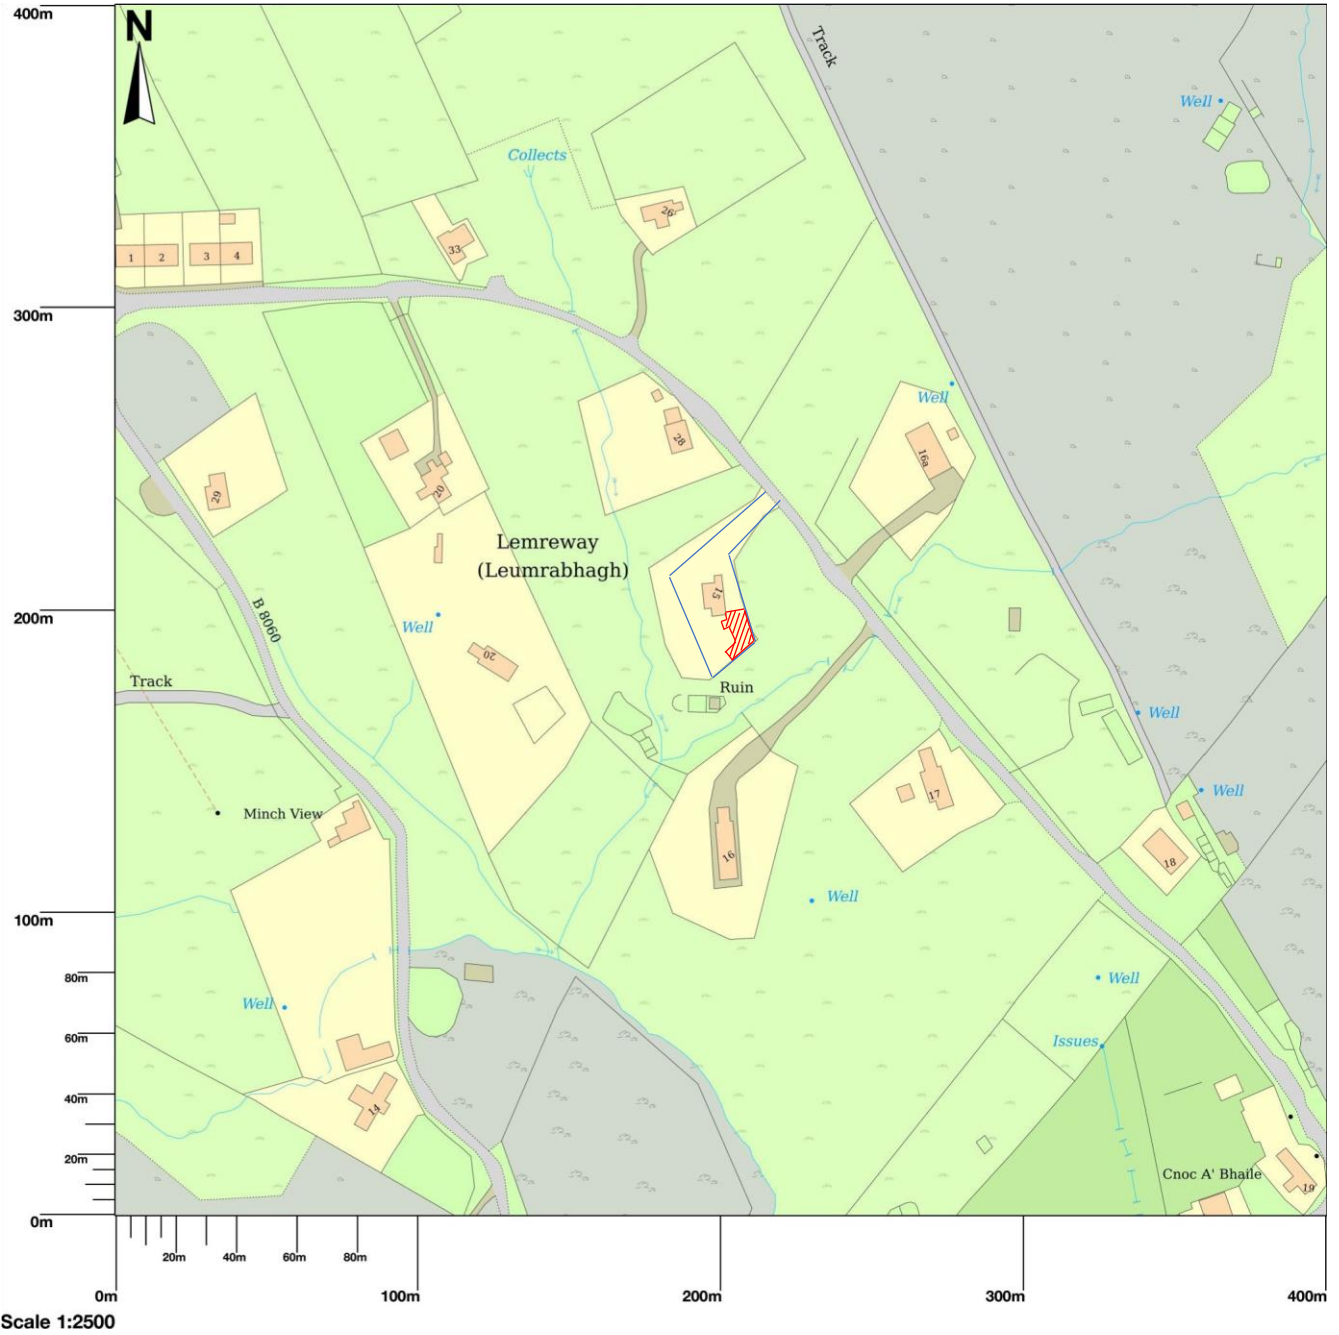 400m
N
Track
Well
Collects
26
33
1
2
3
4
300m
Well
28
16a
29
20
Lemreway
(Leumrabhagh)
15
200m
B 8060
Well
20
Track
Ruin
Well
Well
Minch View
17
16
18
Well
100m
80m
Well
Well
60m
Issues
40m
14
20m
Cnoc A' Bhaile
19
0m
20m
40m
60m
80m
0m
100m
200m
300m
400m
Scale 1:2500